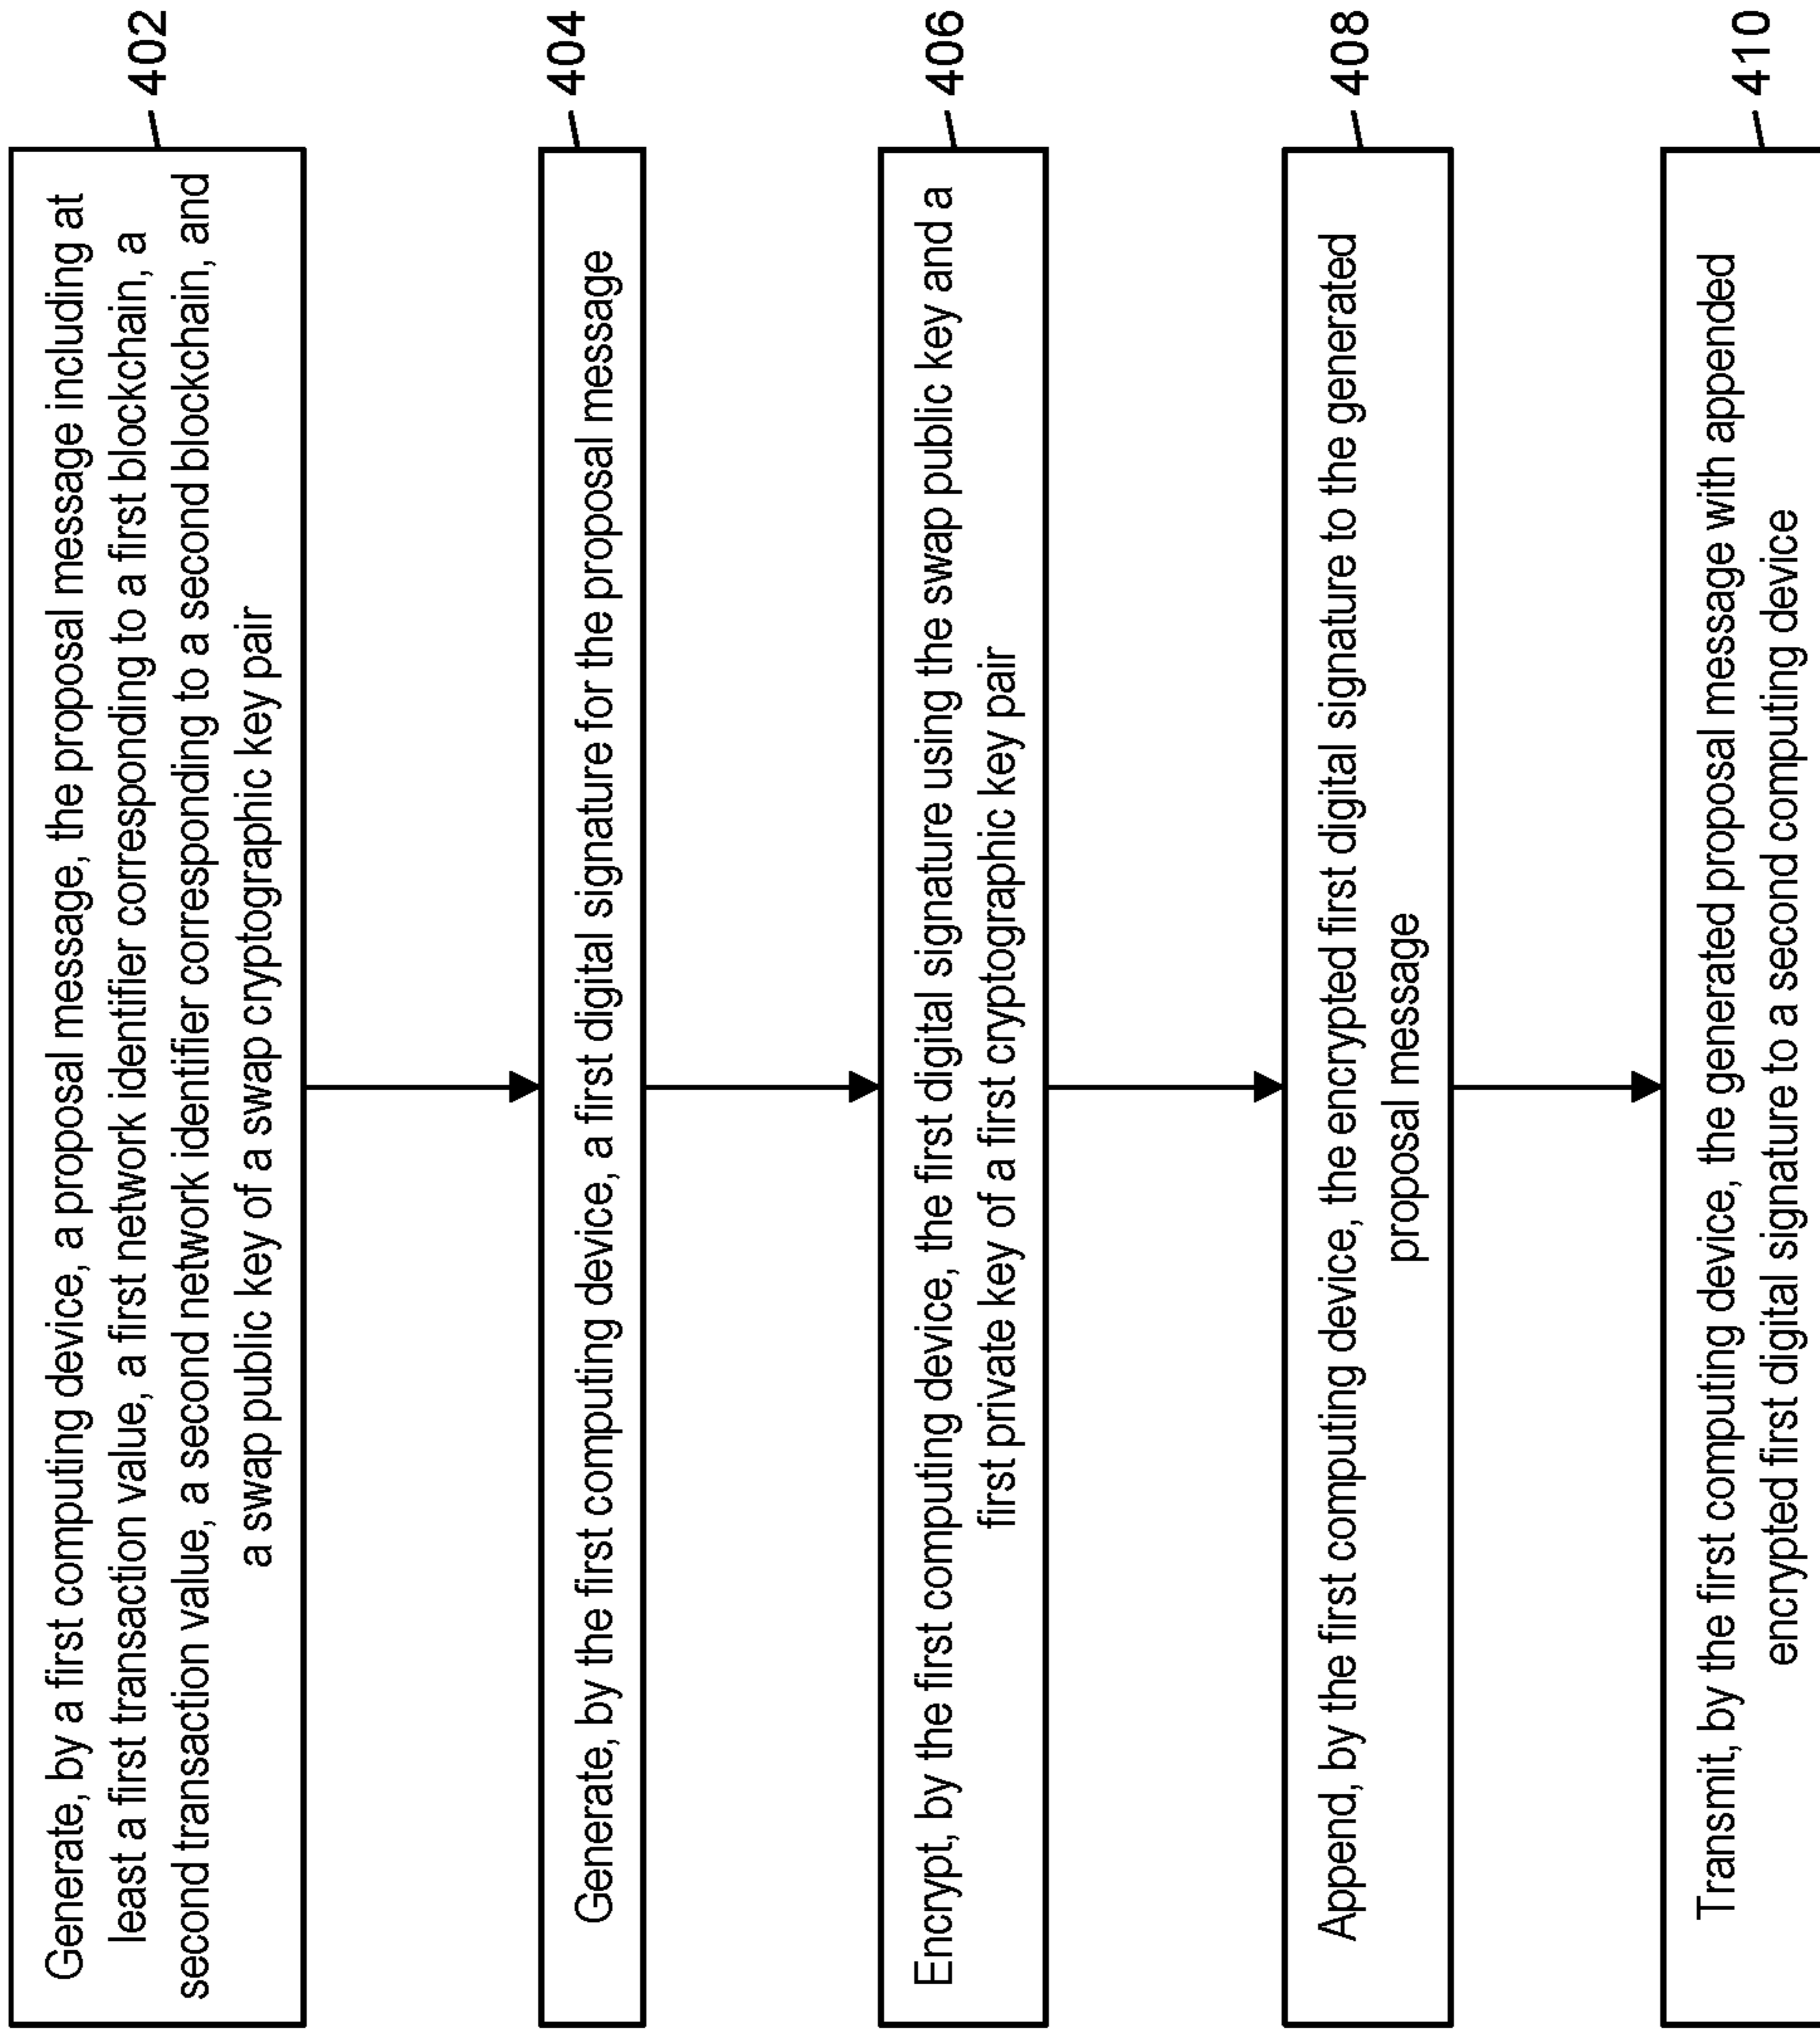 402
Generate, by a first computing device, a proposal message, the proposal message including at
least a first transaction value, a first network identifier corresponding to a first blockchain, a
second transaction value, a second network identifier corresponding to a second blockchain, and
a swap public key of a swap cryptographic key pair
404
Generate, by the first computing device, a first digital signature for the proposal message
406
Encrypt, by the first computing device, the first digital signature using the swap public key and a
first private key of a first cryptographic key pair
408
Append, by the first computing device, the encrypted first digital signature to the generated
proposal message
410
Transmit, by the first computing device, the generated proposal message with appended
encrypted first digital signature to a second computing device